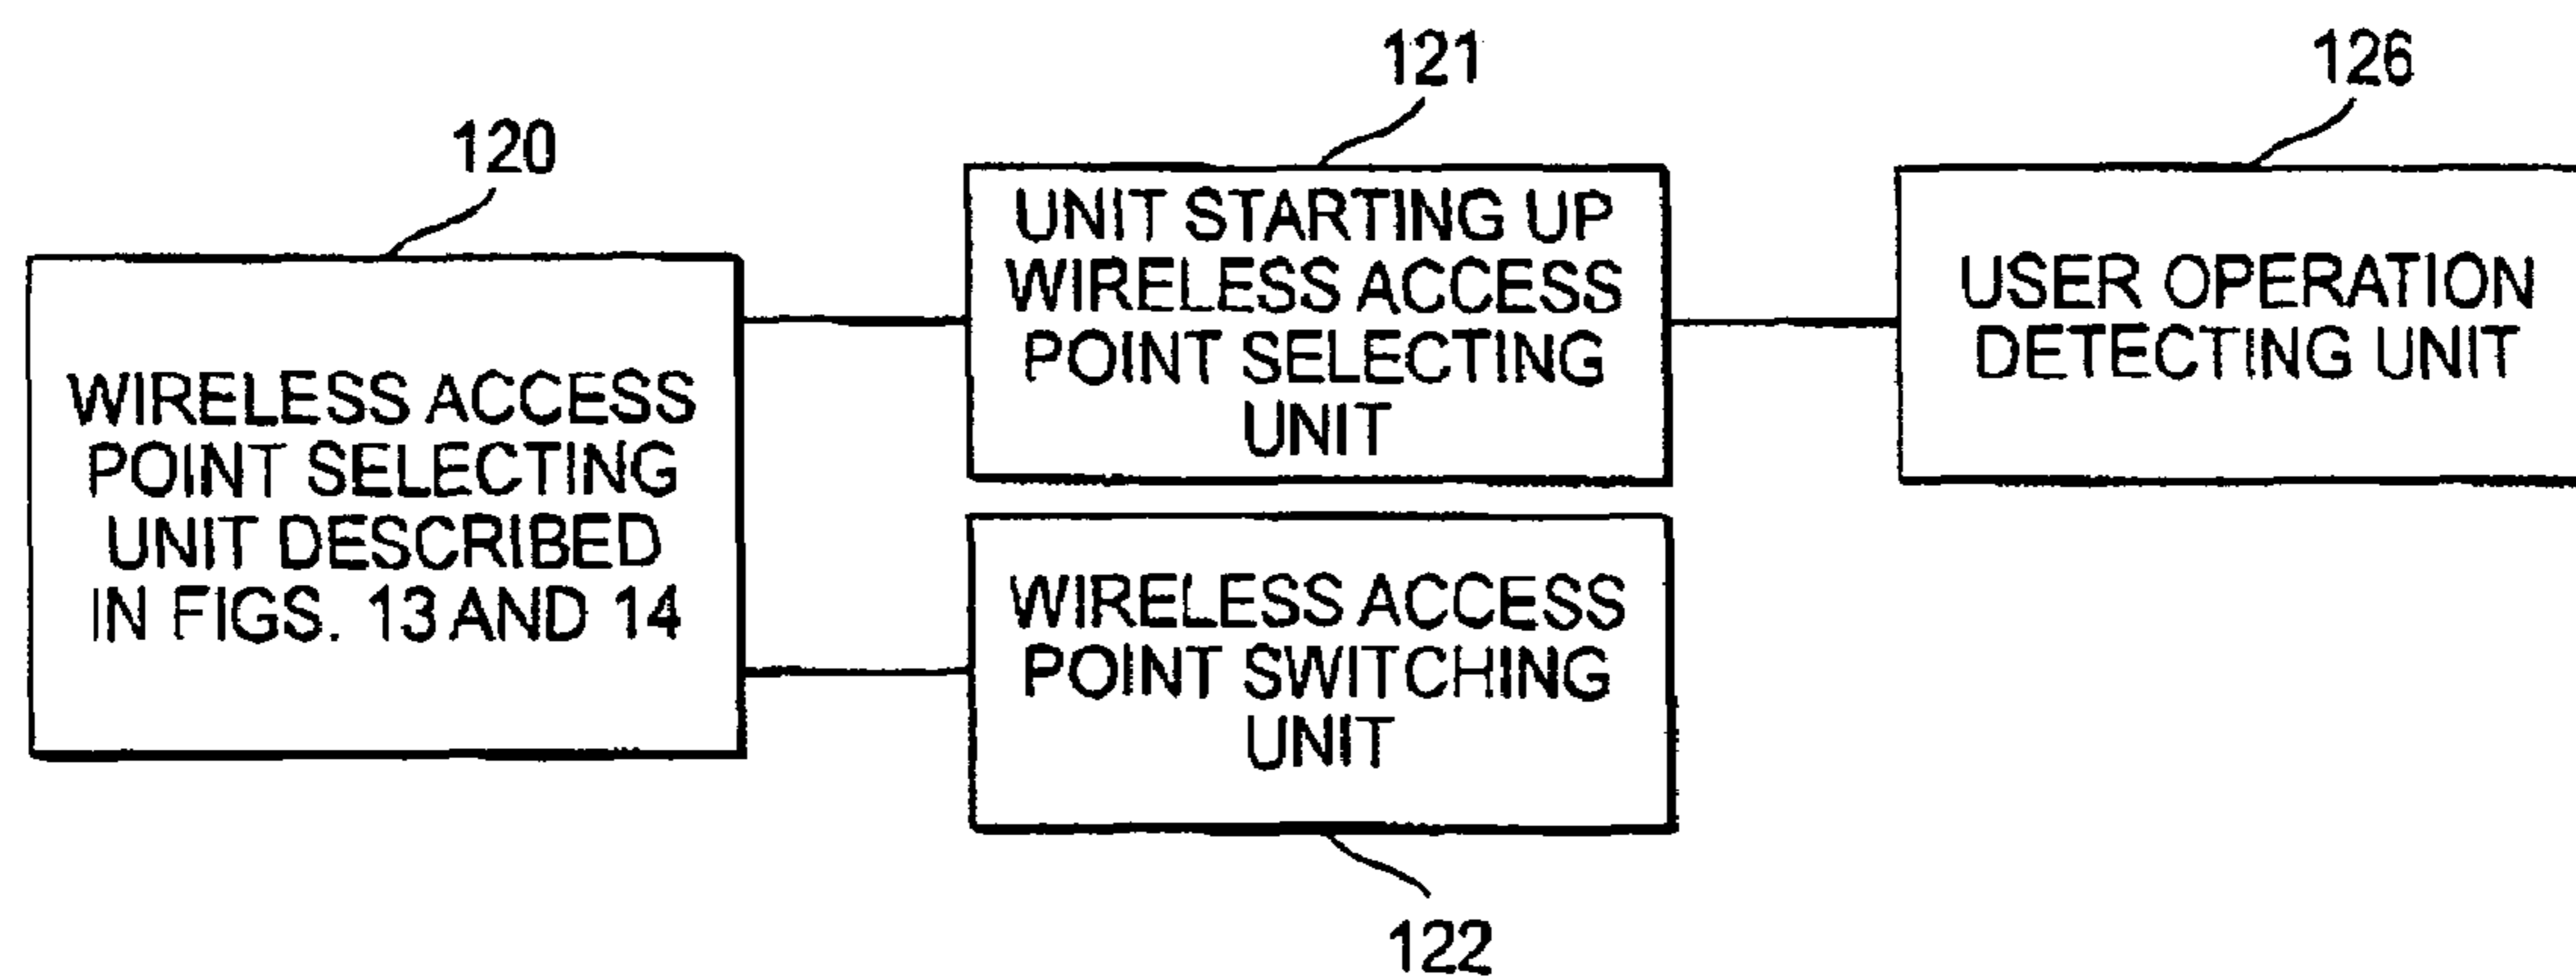 120
WIRELESS ACCESS
POINT SELECTING
UNIT DESCRIBED
IN FIGS. 13 AND 14
121
UNIT STARTING UP
WIRELESS ACCESS
POINT SELECTING
UNIT
126
USER OPERATION
DETECTING UNIT
WIRELESS ACCESS
POINT SWITCHING
UNIT
122